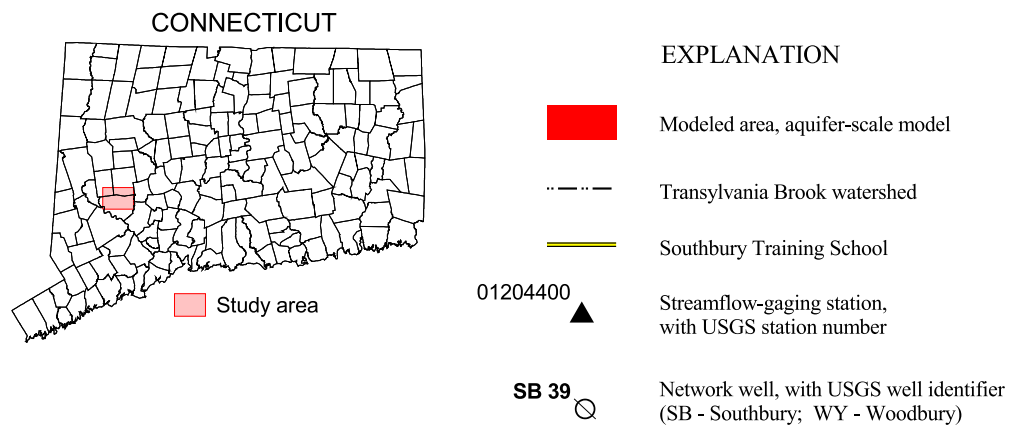 CONNECTICUT
Study area
EXPLANATION
Modeled area, aquifer-scale model
Transylvania Brook watershed
Southbury Training School
01204400
Streamflow-gaging station,
with USGS station number
SB 39
Network well, with USGS well identifier
(SB - Southbury; WY - Woodbury)